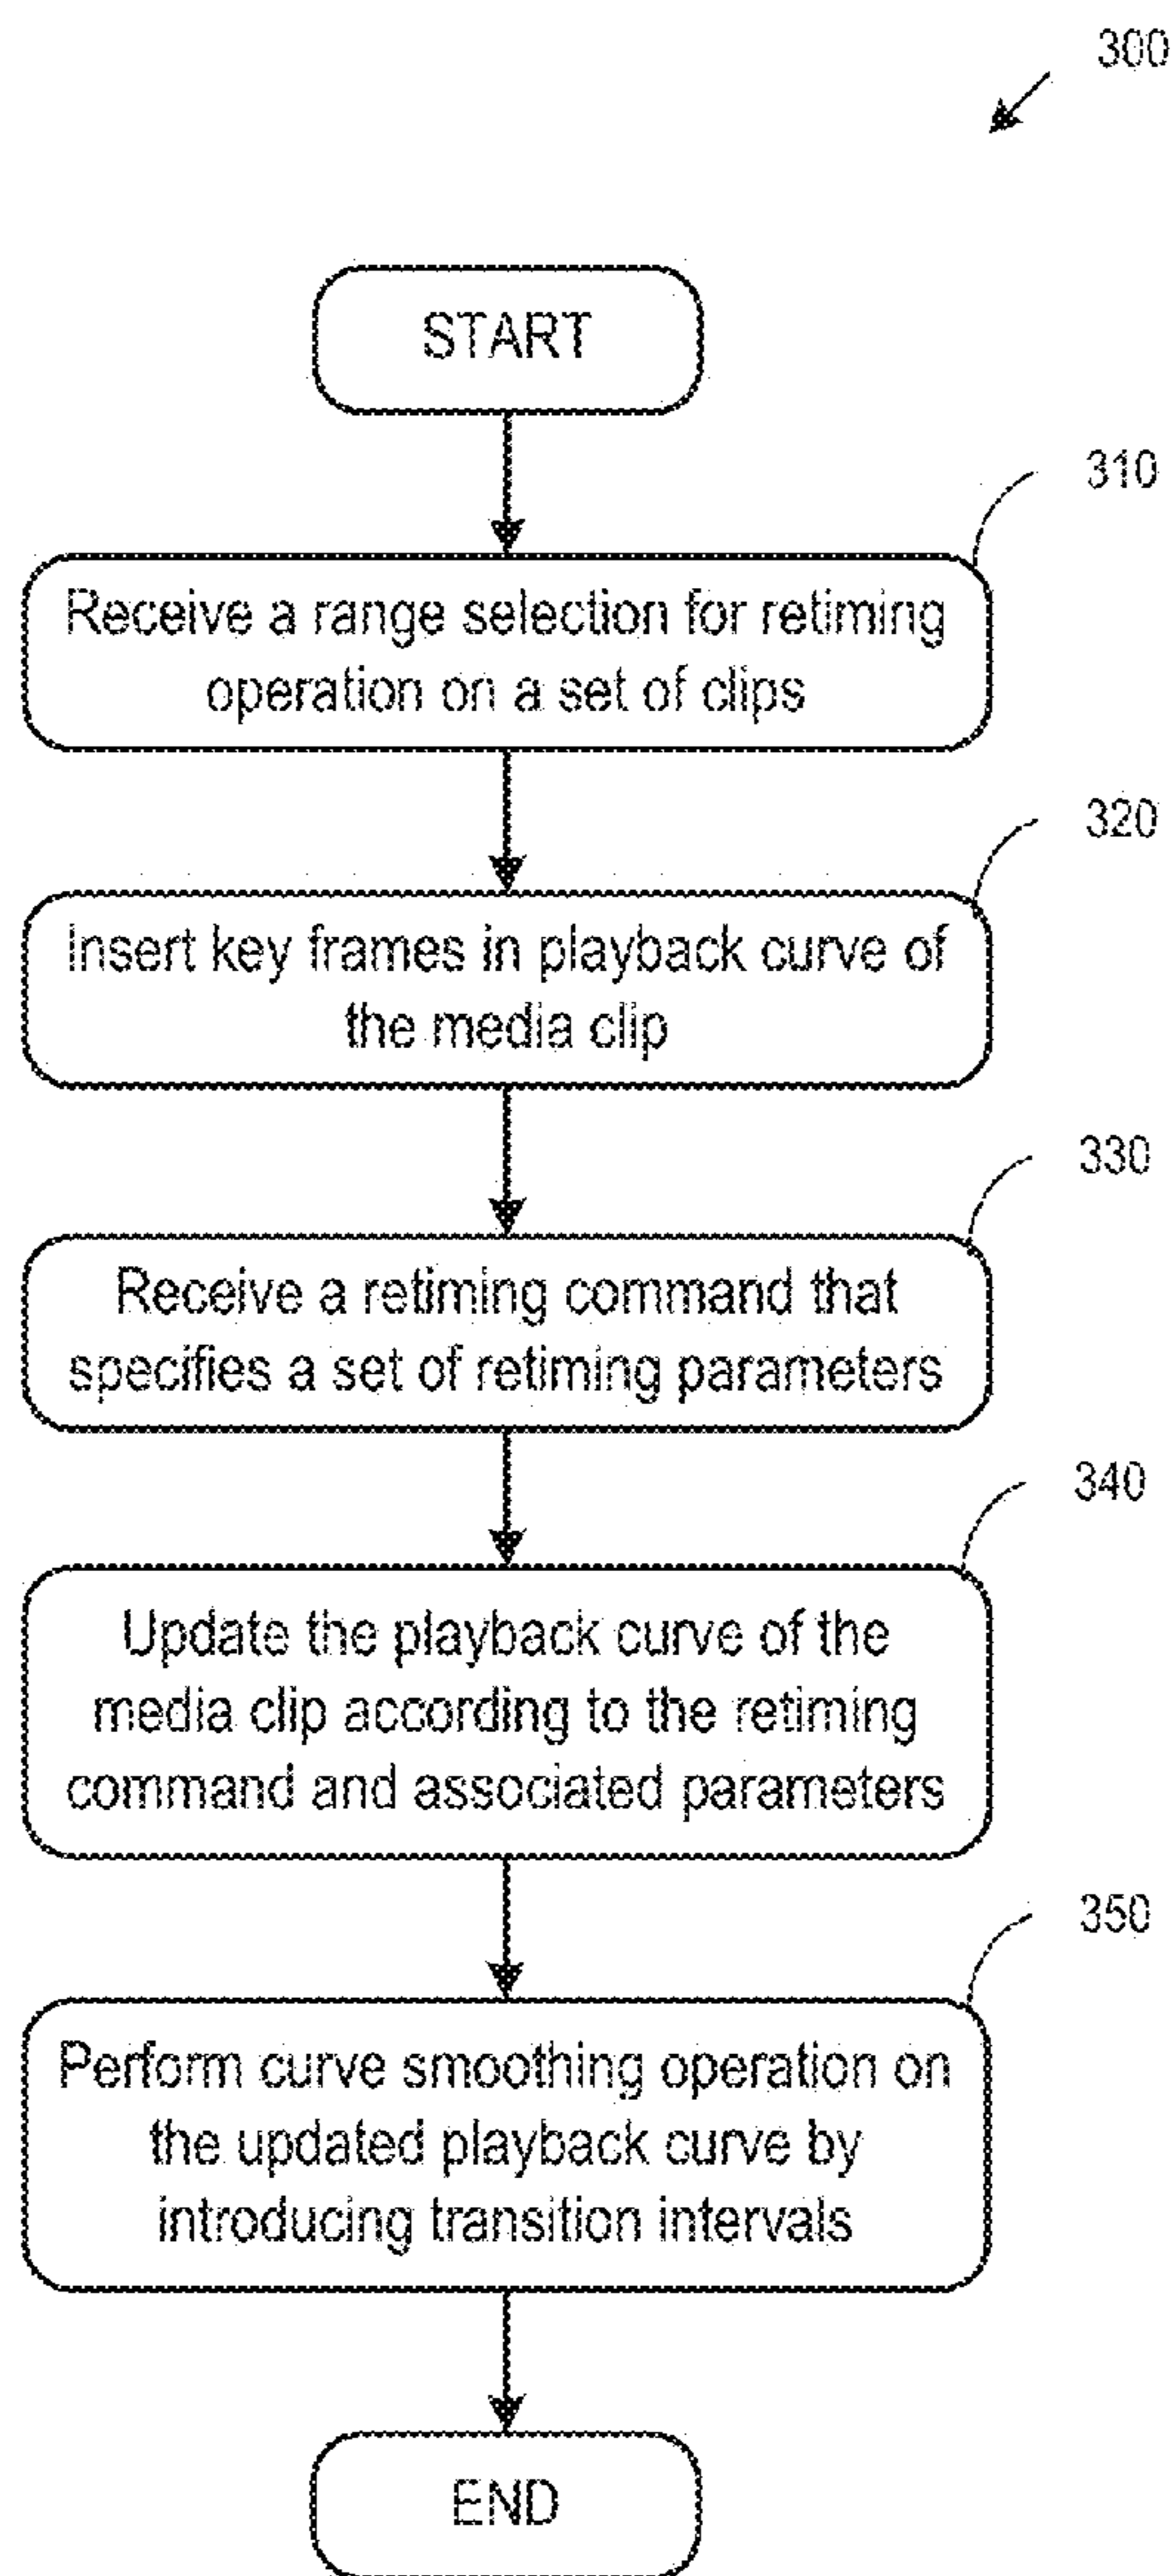 300
START
310
Receive a range selection for retiming
operation on a set of clips
320
Insert key frames in playback curve of
the media clip
330
Receive a retiming command that
specifies a set of retiming parameters
340
Update the playback curve of the
media clip according to the retiming
command and associated parameters
350
Perform curve smoothing operation on
the updated playback curve by
introducing transition intervals
END